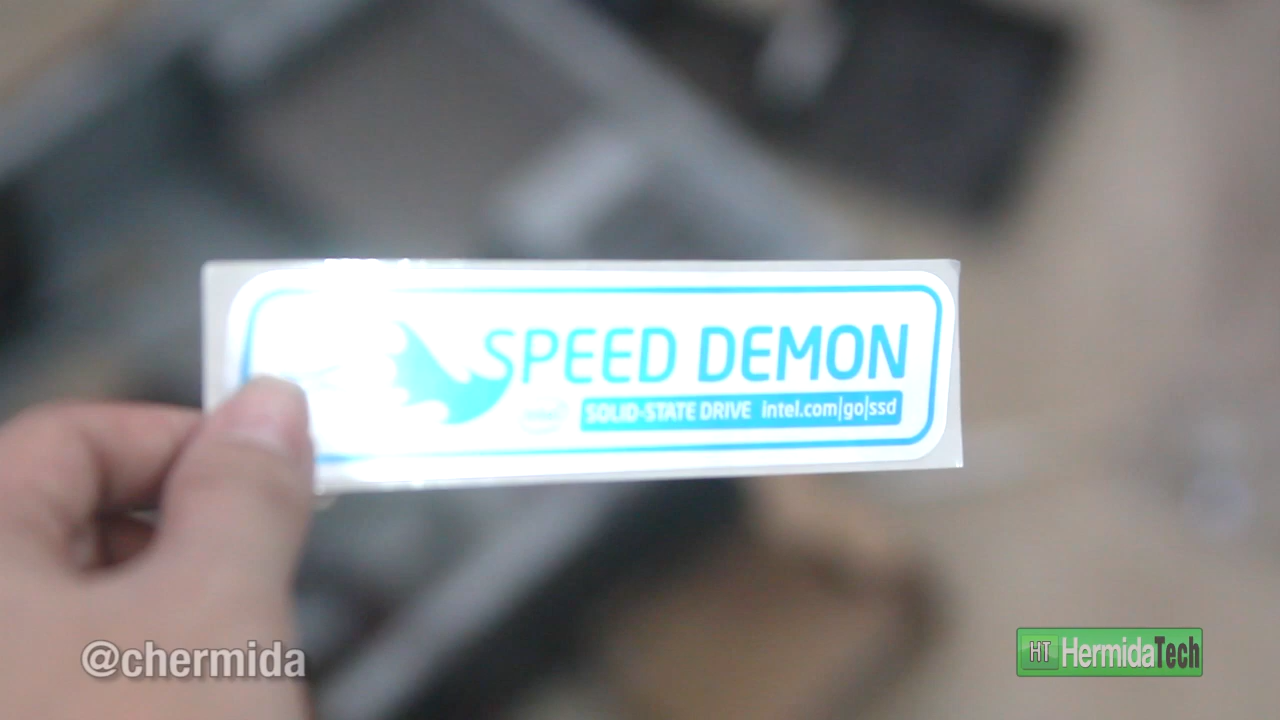 SPEED DEMON
intel
SOLID-STATE DRIVE intel.com|go|ssd
@chermida
HT HermidaTech